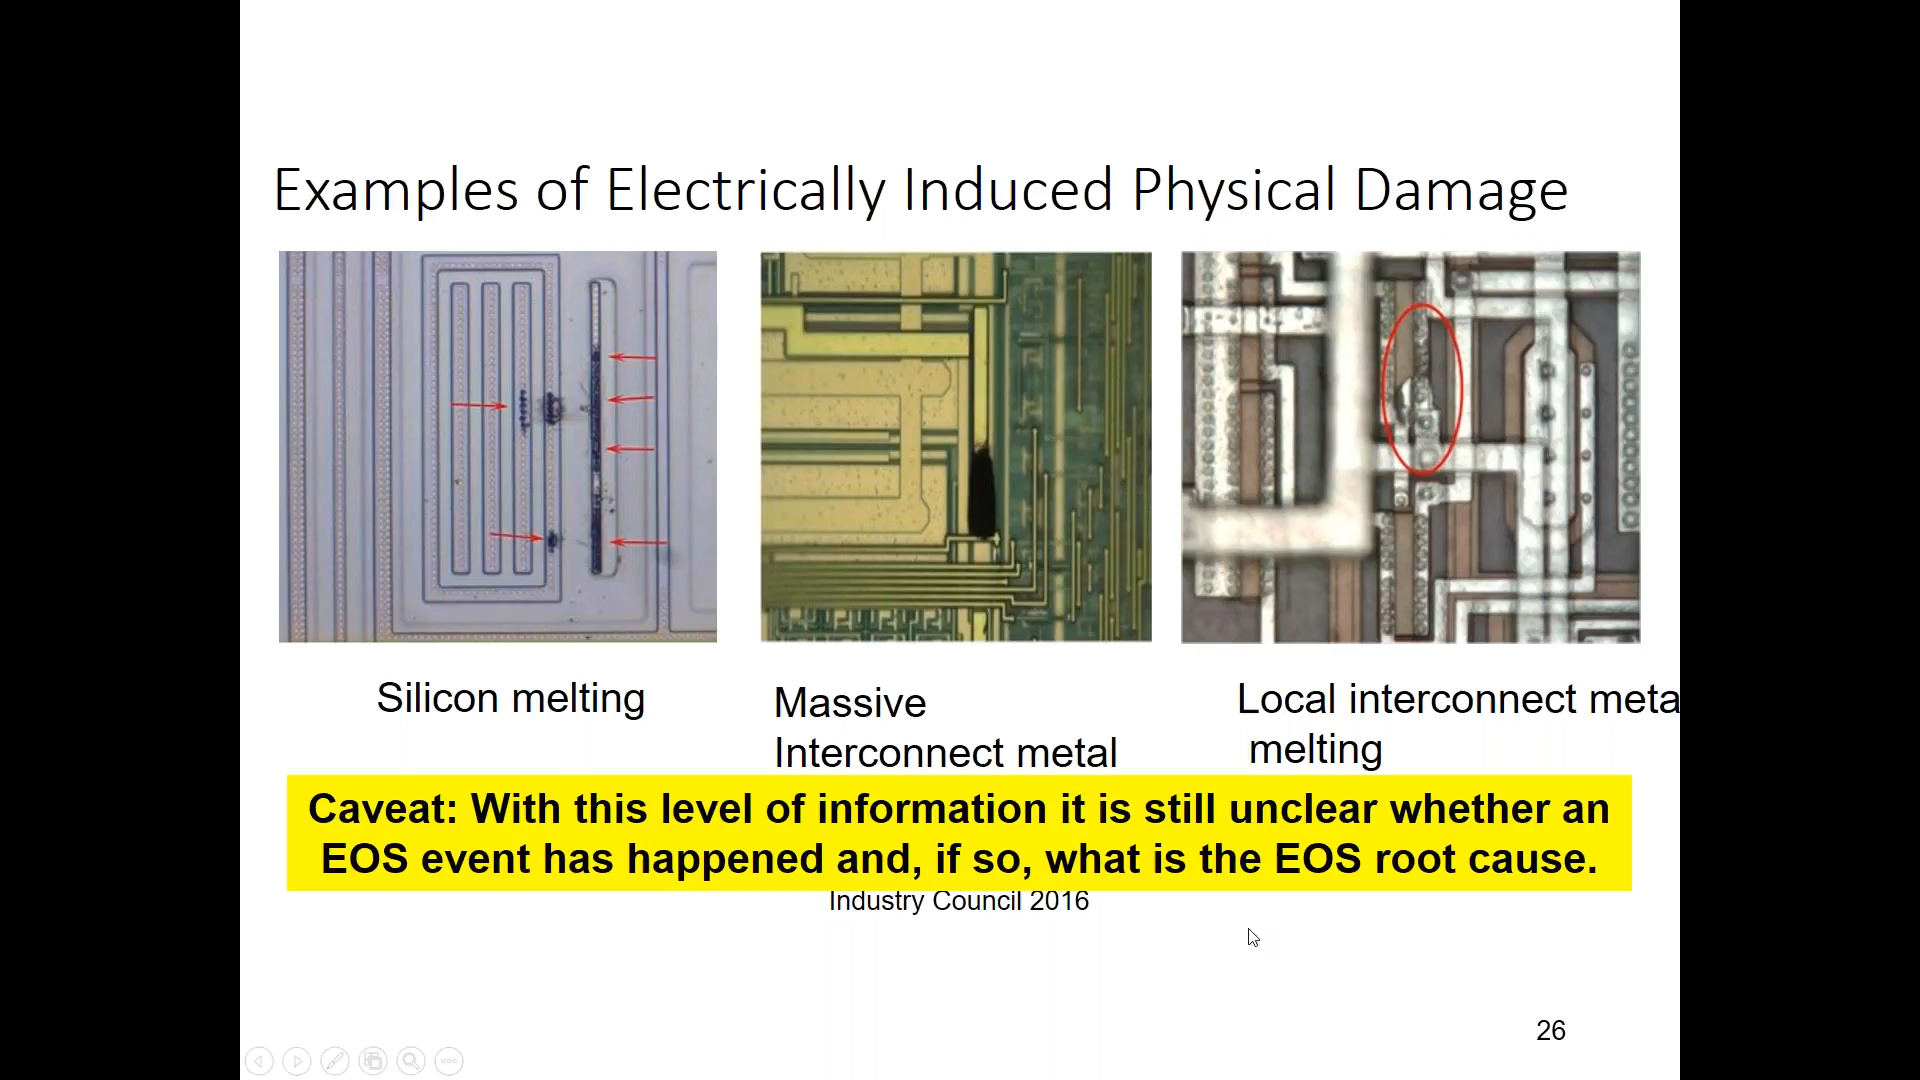 Examples of Electrically Induced Physical Damage
Silicon melting
Massive
Interconnect metal
Local interconnect meta
melting
Caveat: With this level of information it is still unclear whether an
EOS event has happened and, if so, what is the EOS root cause.
Industry Council 2016
26